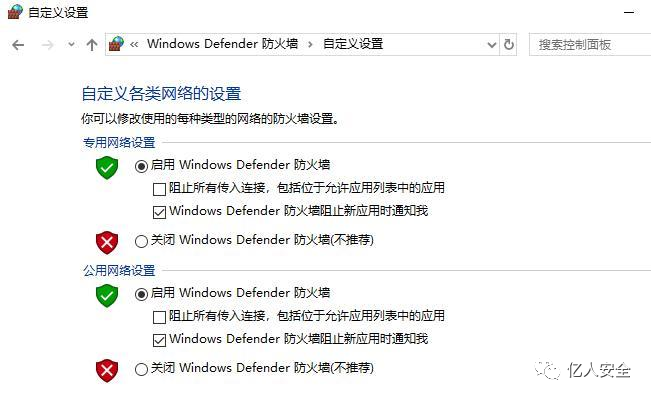 自定义设置
« Windows Defender 防火墙 › 自定义设置
搜索控制面板
自定义各类网络的设置
你可以修改使用的每种类型的网络的防火墙设置。
专用网络设置
启用 Windows Defender 防火墙
阻止所有传入连接，包括位于允许应用列表中的应用
Windows Defender 防火墙阻止新应用时通知我
关闭 Windows Defender 防火墙(不推荐)
公用网络设置
启用 Windows Defender 防火墙
阻止所有传入连接，包括位于允许应用列表中的应用
Windows Defender 防火墙阻止新应用时通知我
关闭 Windows Defender 防火墙(不推荐)
亿人安全